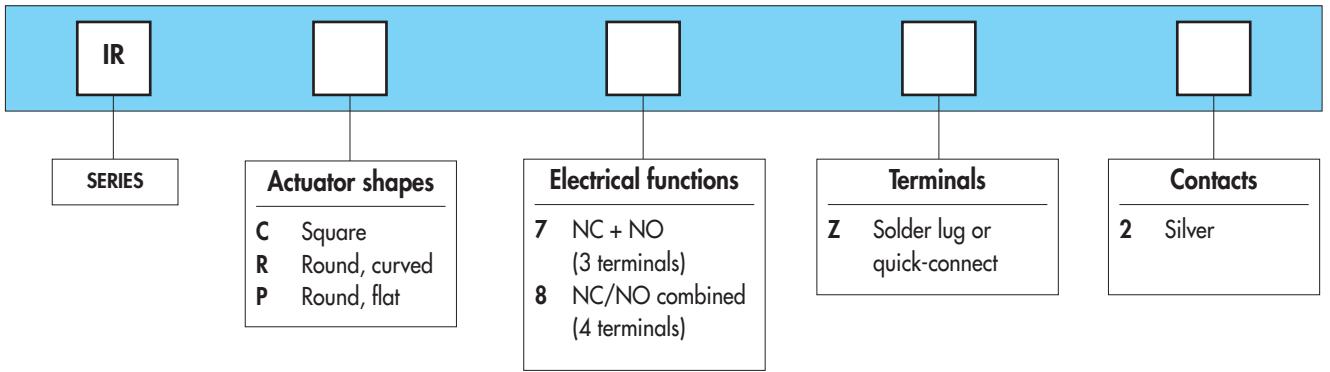 IR
SERIES
Actuator shapes
C Square
R Round, curved
P Round, flat
Electrical functions
7 NC + NO
(3 terminals)
8 NC/NO combined
(4 terminals)
Terminals
Z Solder lug or
quick-connect
Contacts
2 Silver